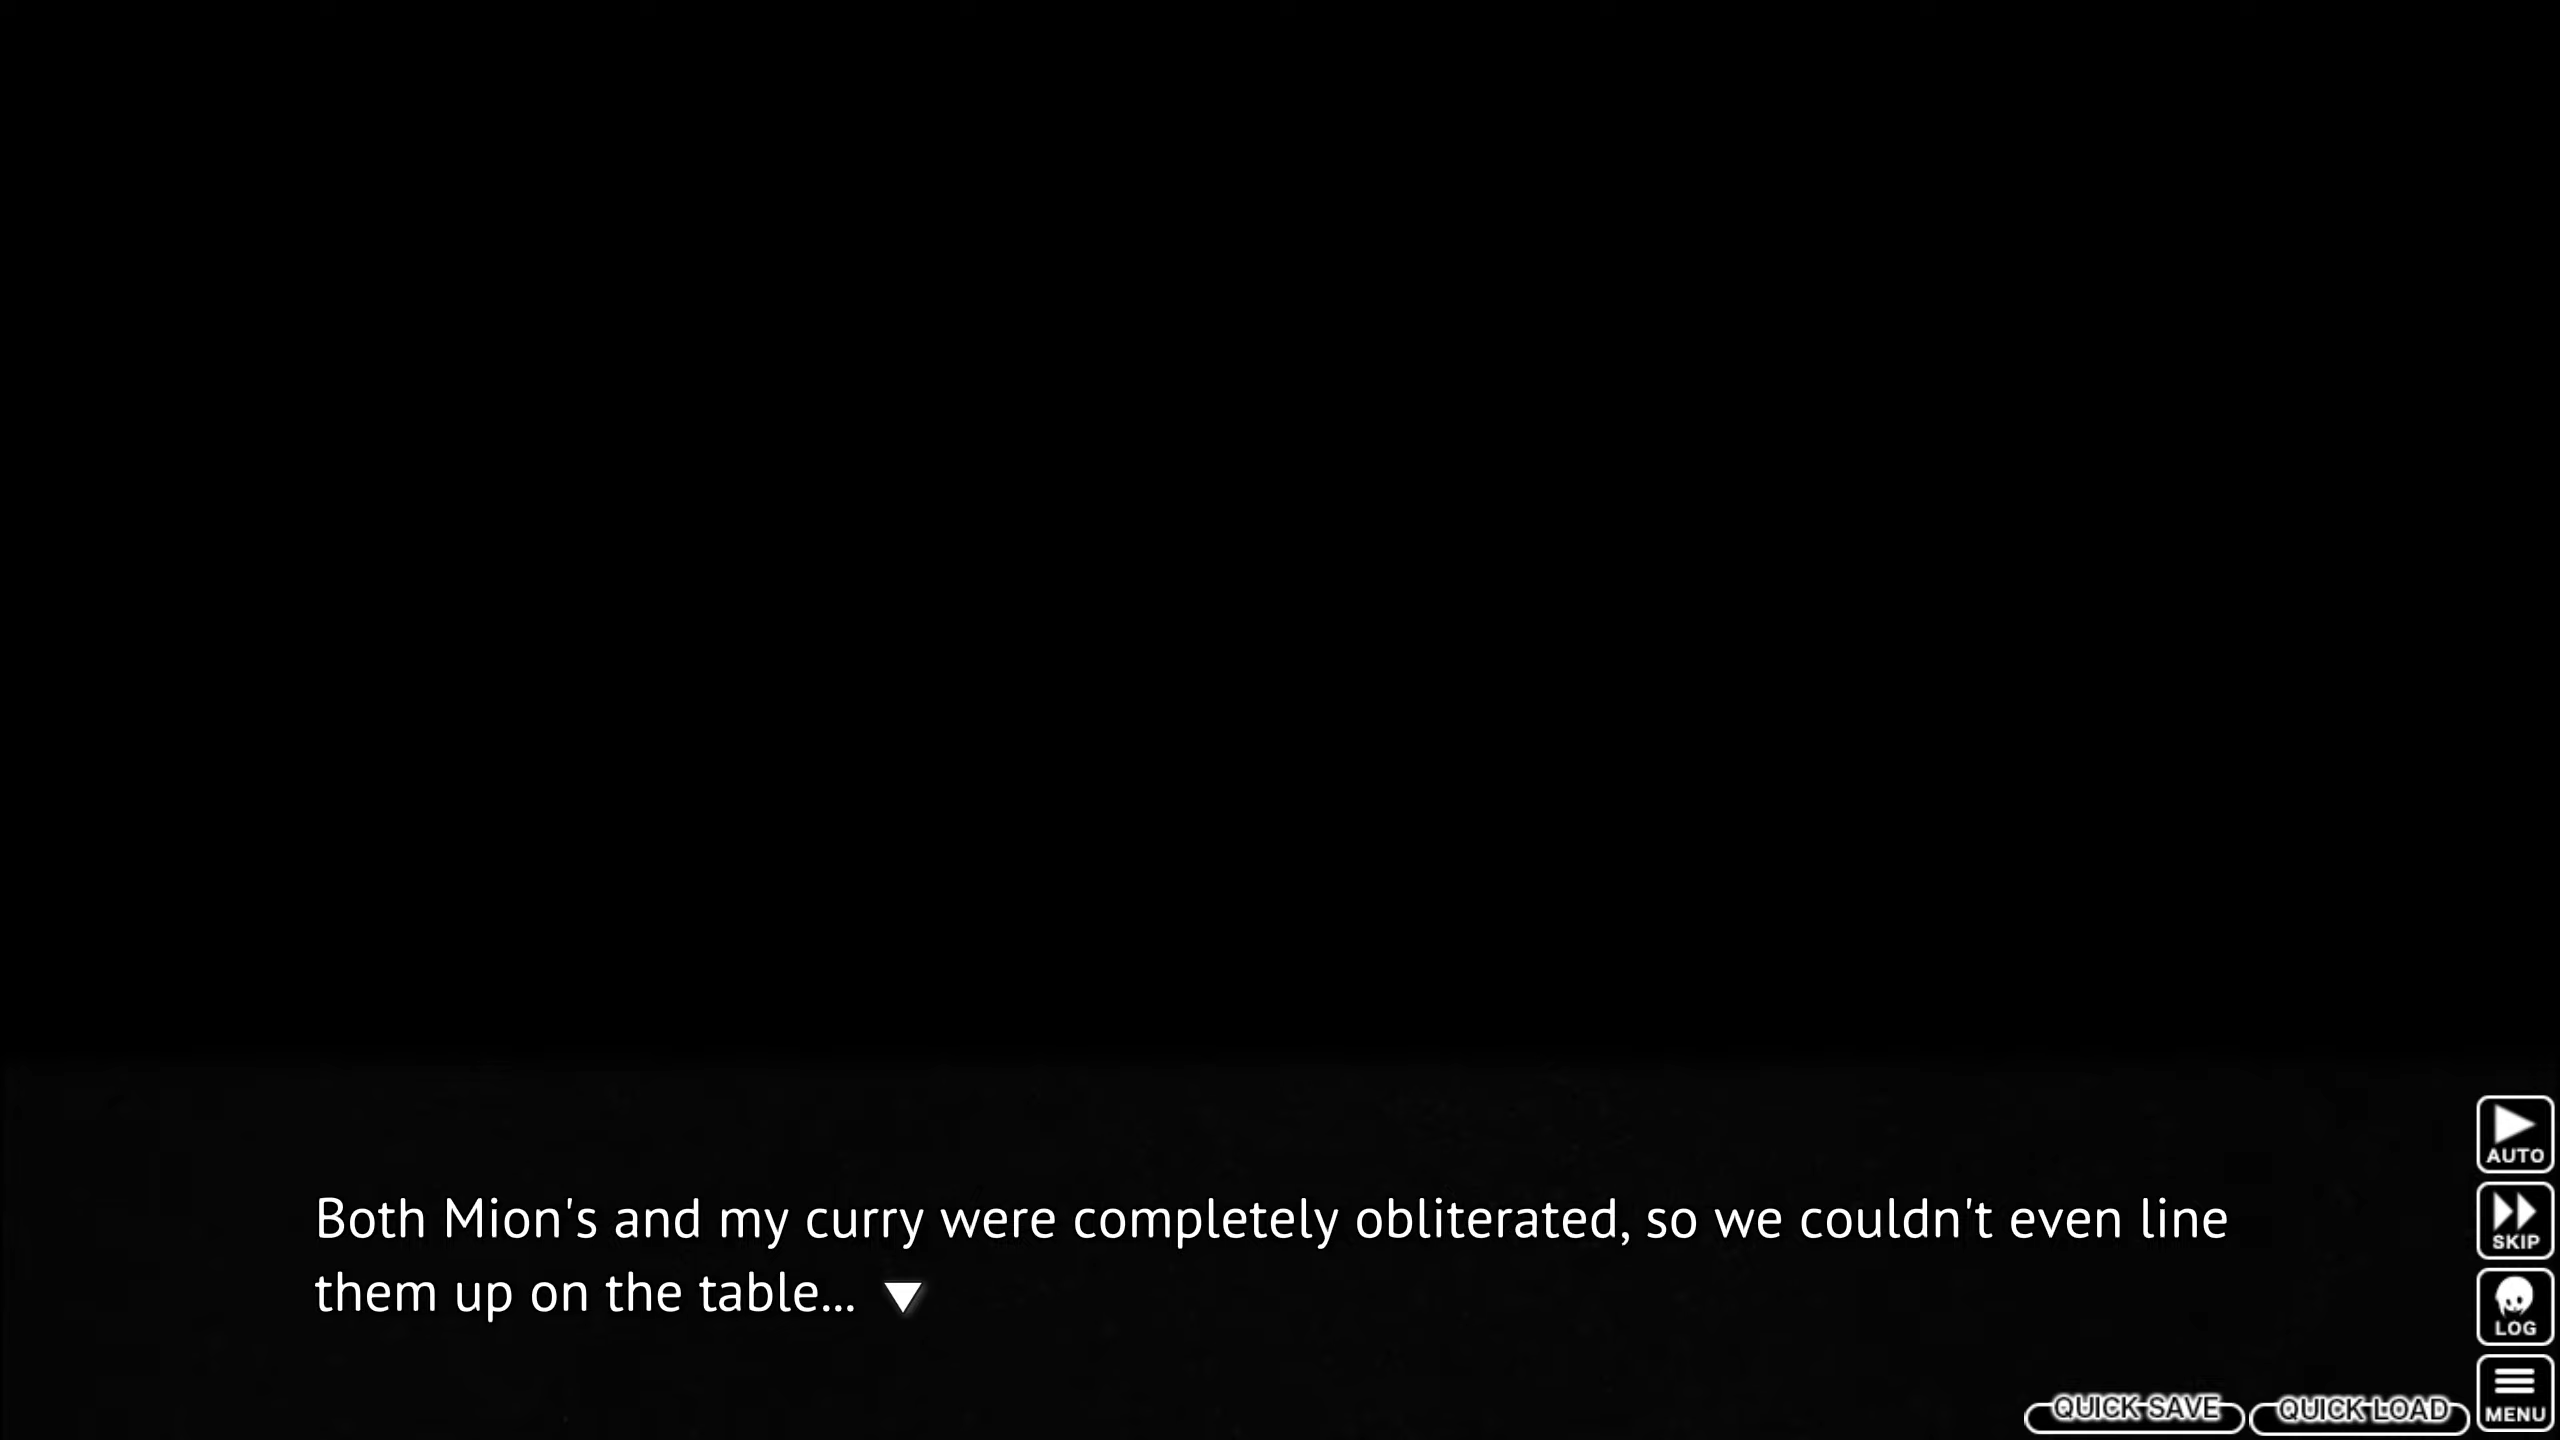 Both Mion's and my curry were completely obliterated, so we couldn't even line
them up on the table...
AUTO
SKIP
LOG
MENU
QUICK SAVE
QUICK LOAD